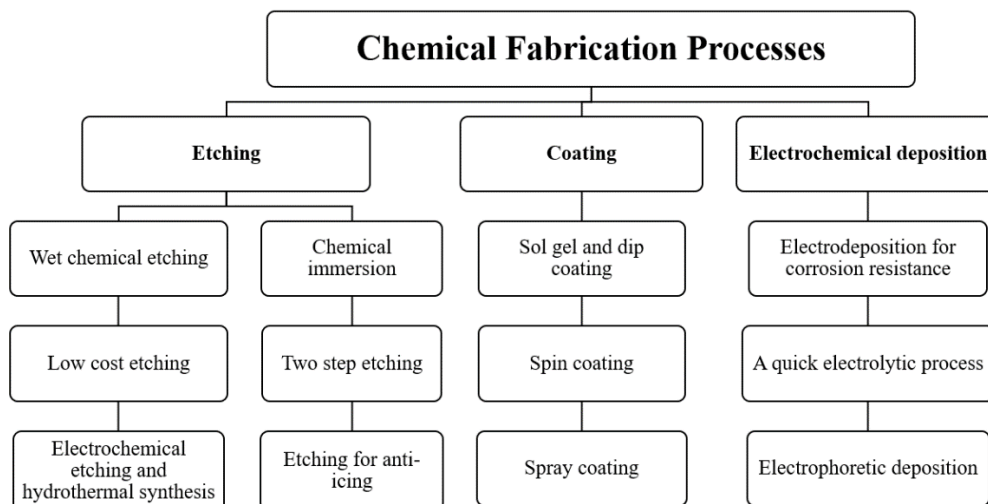 Chemical Fabrication Processes
Etching
Coating
Electrochemical deposition
Wet chemical etching
Chemical
immersion
Sol gel and dip
coating
Electrodeposition for
corrosion resistance
Low cost etching
Two step etching
Spin coating
A quick electrolytic process
Electrochemical
etching and
hydrothermal synthesis
Etching for anti-
icing
Spray coating
Electrophoretic deposition